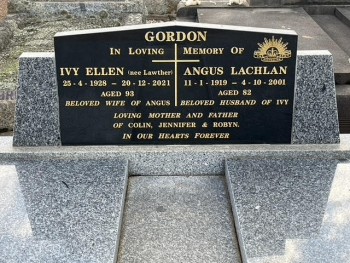 GORDON
IN LOVING MEMORY OF
IVY ELLEN (nee Lawther) ANGUS LACHLAN
25-4-1928 – 20-12-2021 11-1-1919 – 4-10-2001
AGED 93 AGED 82
BELOVED WIFE OF ANGUS BELOVED HUSBAND OF IVY
LOVING MOTHER AND FATHER
OF COLIN, JENNIFER & ROBYN.
IN OUR HEARTS FOREVER